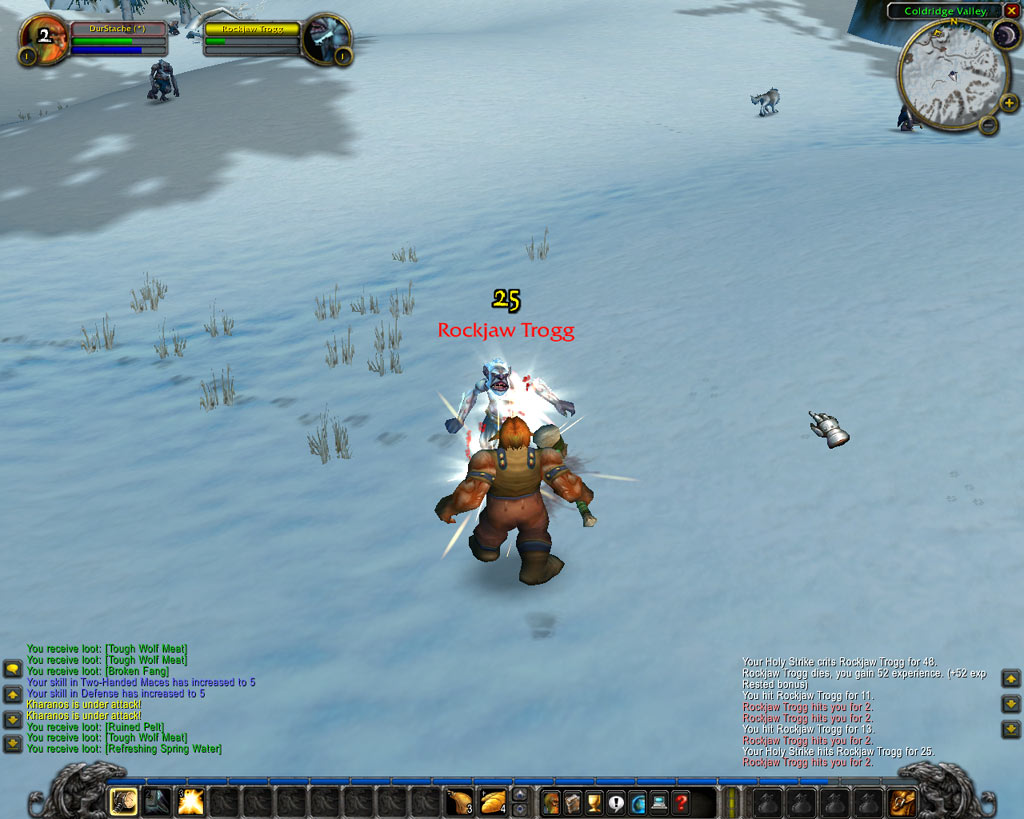 2
DurStache (*)
Rockjaw Trogg
Coldridge Valley
N
25
Rockjaw Trogg
You receive loot: [Tough Wolf Meat]
You receive loot: [Tough Wolf Meat]
You receive loot: [Broken Fang]
Your skill in Two-Handed Maces has increased to 5
Your skill in Defense has increased to 5
Kharanos is under attack!
Kharanos is under attack!
You receive loot: [Ruined Pelt]
You receive loot: [Tough Wolf Meat]
You receive loot: [Refreshing Spring Water]
Your Holy Strike crits Rockjaw Trogg for 48.
Rockjaw Trogg dies, you gain 52 experience. (+52 exp
Rested bonus)
You hit Rockjaw Trogg for 11.
Rockjaw Trogg hits you for 2.
Rockjaw Trogg hits you for 2.
You hit Rockjaw Trogg for 13.
Rockjaw Trogg hits you for 2.
Your Holy Strike hits Rockjaw Trogg for 25.
Rockjaw Trogg hits you for 2.
3
3
4